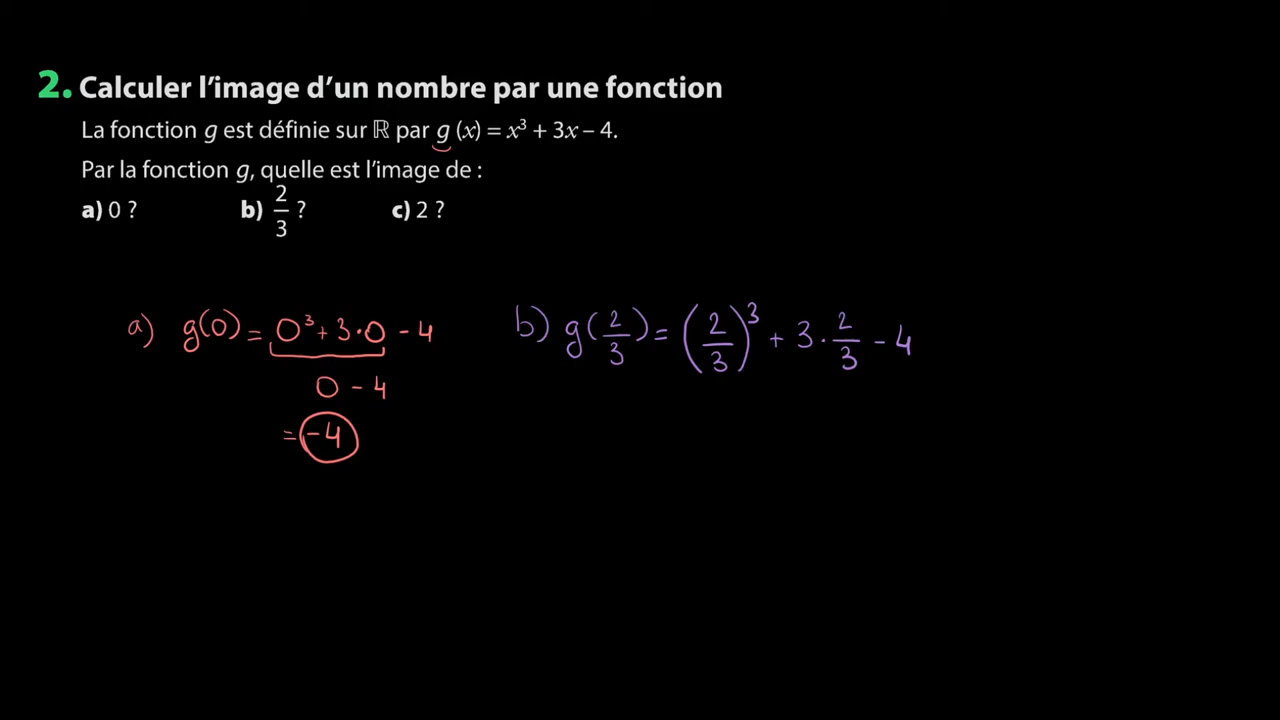 2. Calculer l'image d'un nombre par une fonction
La fonction g est définie sur ℝ par g (x) = x³ + 3x – 4.
Par la fonction g, quelle est l'image de :
a) 0 ? b) 2/3 ? c) 2 ?
a) g(0) = 0³ + 3·0 - 4 b) g(2/3) = (2/3)³ + 3·2/3 - 4
0 - 4
= -4